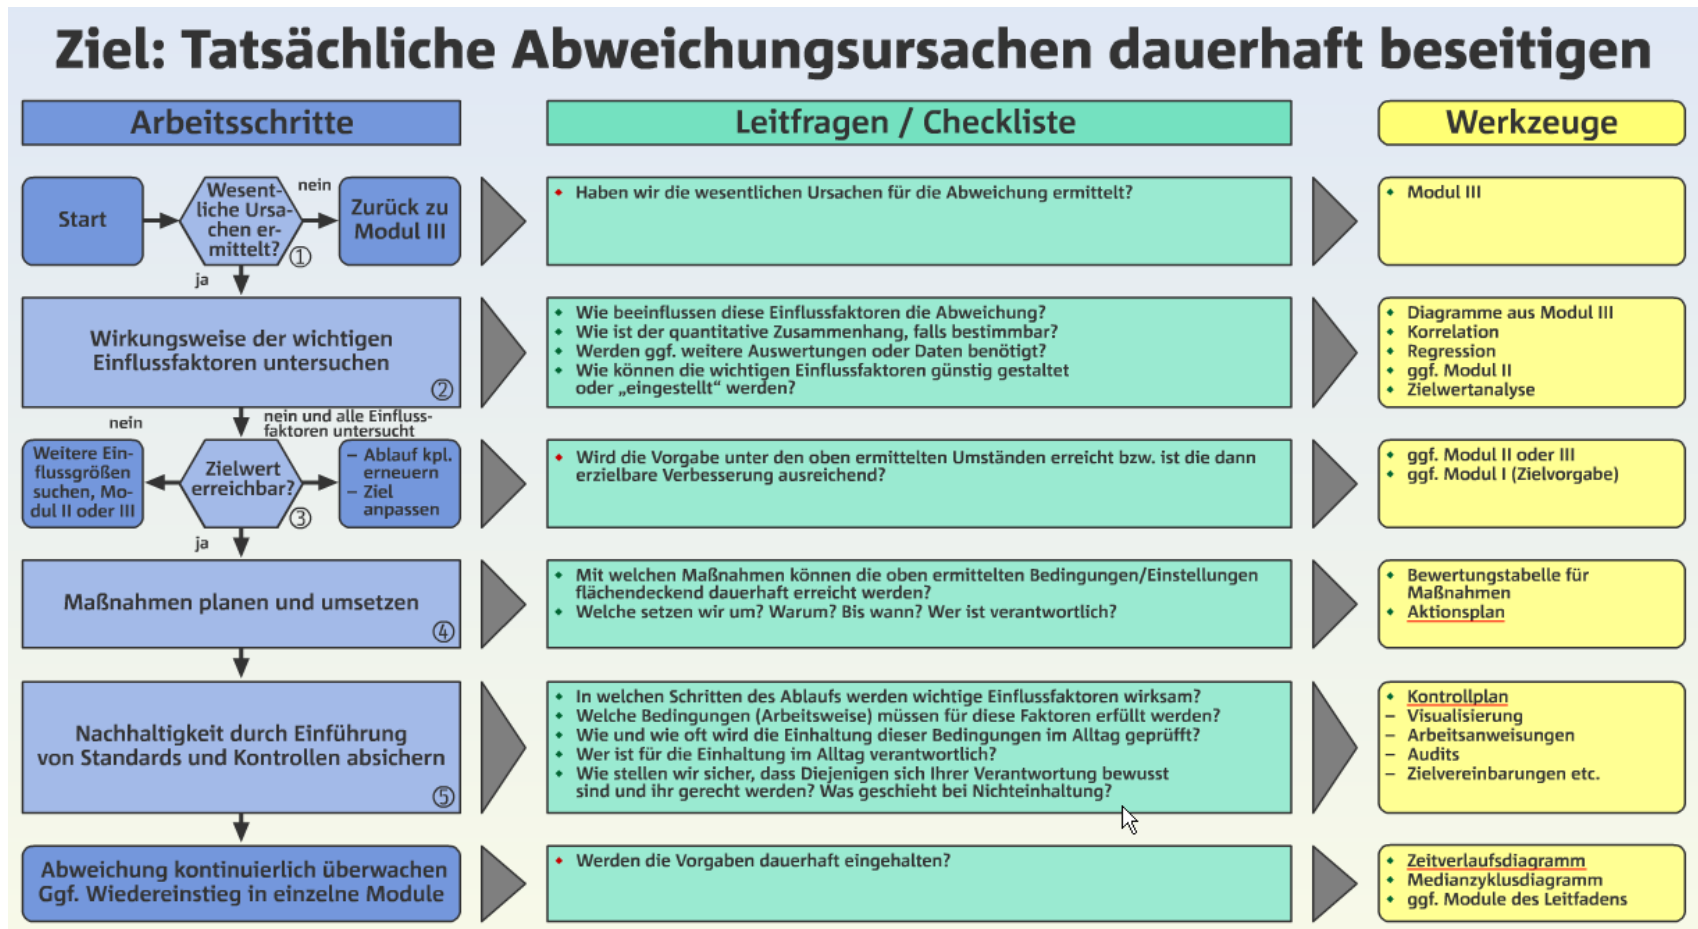 Ziel: Tatsächliche Abweichungsursachen dauerhaft beseitigen
Arbeitsschritte
Leitfragen / Checkliste
Werkzeuge
Start
Wesent-
liche Ursa-
chen er-
mittelt?
①
nein
Zurück zu
Modul III
ja
◆ Haben wir die wesentlichen Ursachen für die Abweichung ermittelt?
◆ Modul III
Wirkungsweise der wichtigen
Einflussfaktoren untersuchen
②
◆ Wie beeinflussen diese Einflussfaktoren die Abweichung?
◆ Wie ist der quantitative Zusammenhang, falls bestimmbar?
◆ Werden ggf. weitere Auswertungen oder Daten benötigt?
◆ Wie können die wichtigen Einflussfaktoren günstig gestaltet
oder „eingestellt“ werden?
◆ Diagramme aus Modul III
◆ Korrelation
◆ Regression
◆ ggf. Modul II
◆ Zielwertanalyse
nein
nein und alle Einfluss-
faktoren untersucht
Weitere Ein-
flussgrößen
suchen, Mo-
dul II oder III
Zielwert
erreichbar?
③
– Ablauf kpl.
erneuern
– Ziel
anpassen
ja
◆ Wird die Vorgabe unter den oben ermittelten Umständen erreicht bzw. ist die dann
erzielbare Verbesserung ausreichend?
◆ ggf. Modul II oder III
◆ ggf. Modul I (Zielvorgabe)
Maßnahmen planen und umsetzen
④
◆ Mit welchen Maßnahmen können die oben ermittelten Bedingungen/Einstellungen
flächendeckend dauerhaft erreicht werden?
◆ Welche setzen wir um? Warum? Bis wann? Wer ist verantwortlich?
◆ Bewertungstabelle für
Maßnahmen
◆ Aktionsplan
Nachhaltigkeit durch Einführung
von Standards und Kontrollen absichern
⑤
◆ In welchen Schritten des Ablaufs werden wichtige Einflussfaktoren wirksam?
◆ Welche Bedingungen (Arbeitsweise) müssen für diese Faktoren erfüllt werden?
◆ Wie und wie oft wird die Einhaltung dieser Bedingungen im Alltag geprüfft?
◆ Wer ist für die Einhaltung im Alltag verantwortlich?
◆ Wie stellen wir sicher, dass Diejenigen sich Ihrer Verantwortung bewusst
sind und ihr gerecht werden? Was geschieht bei Nichteinhaltung?
◆ Kontrollplan
– Visualisierung
– Arbeitsanweisungen
– Audits
– Zielvereinbarungen etc.
Abweichung kontinuierlich überwachen
Ggf. Wiedereinstieg in einzelne Module
◆ Werden die Vorgaben dauerhaft eingehalten?
◆ Zeitverlaufsdiagramm
◆ Medianzyklusdiagramm
◆ ggf. Module des Leitfadens